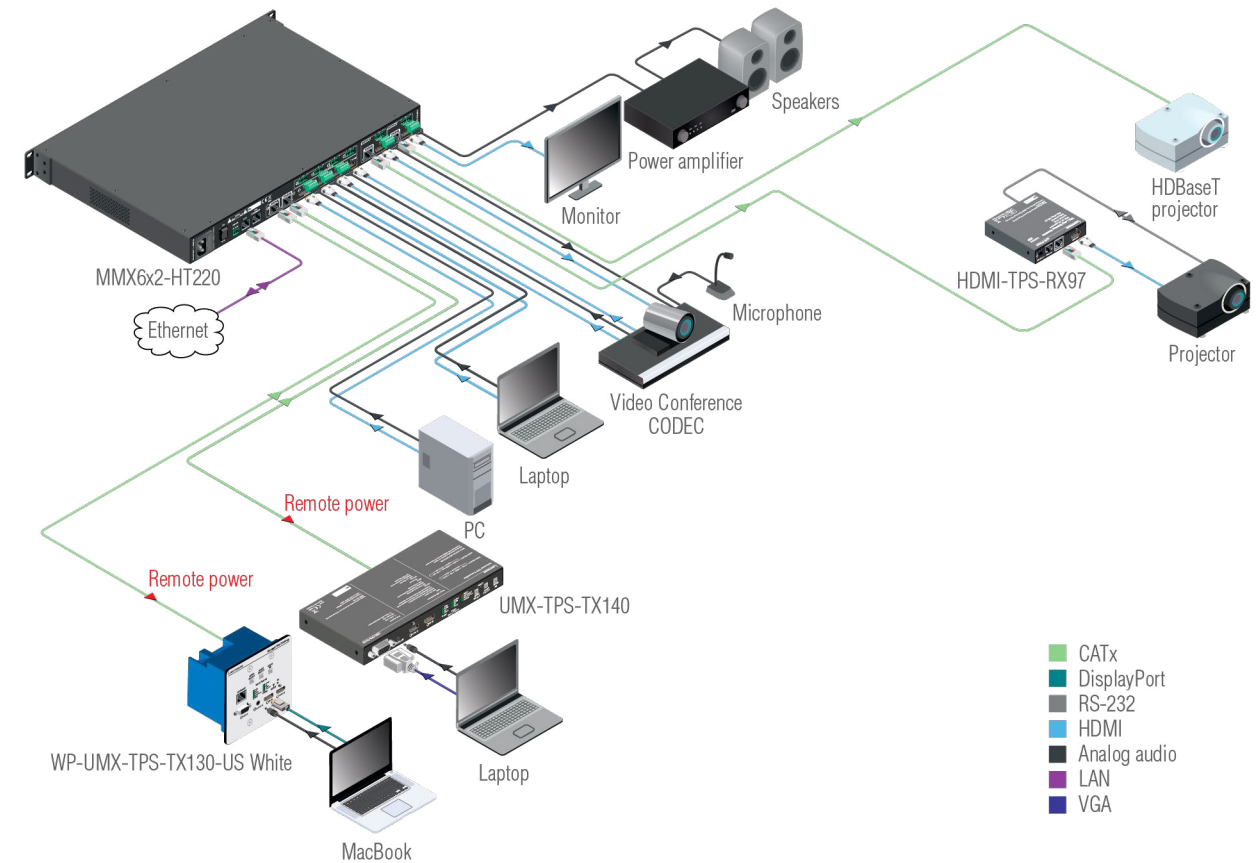 Speakers
Power amplifier
Monitor
HDBaseT
projector
MMX6x2-HT220
HDMI-TPS-RX97
Ethernet
Microphone
Projector
Video Conference
CODEC
Laptop
PC
Remote power
Remote power
UMX-TPS-TX140
WP-UMX-TPS-TX130-US White
Laptop
MacBook
CATx
DisplayPort
RS-232
HDMI
Analog audio
LAN
VGA